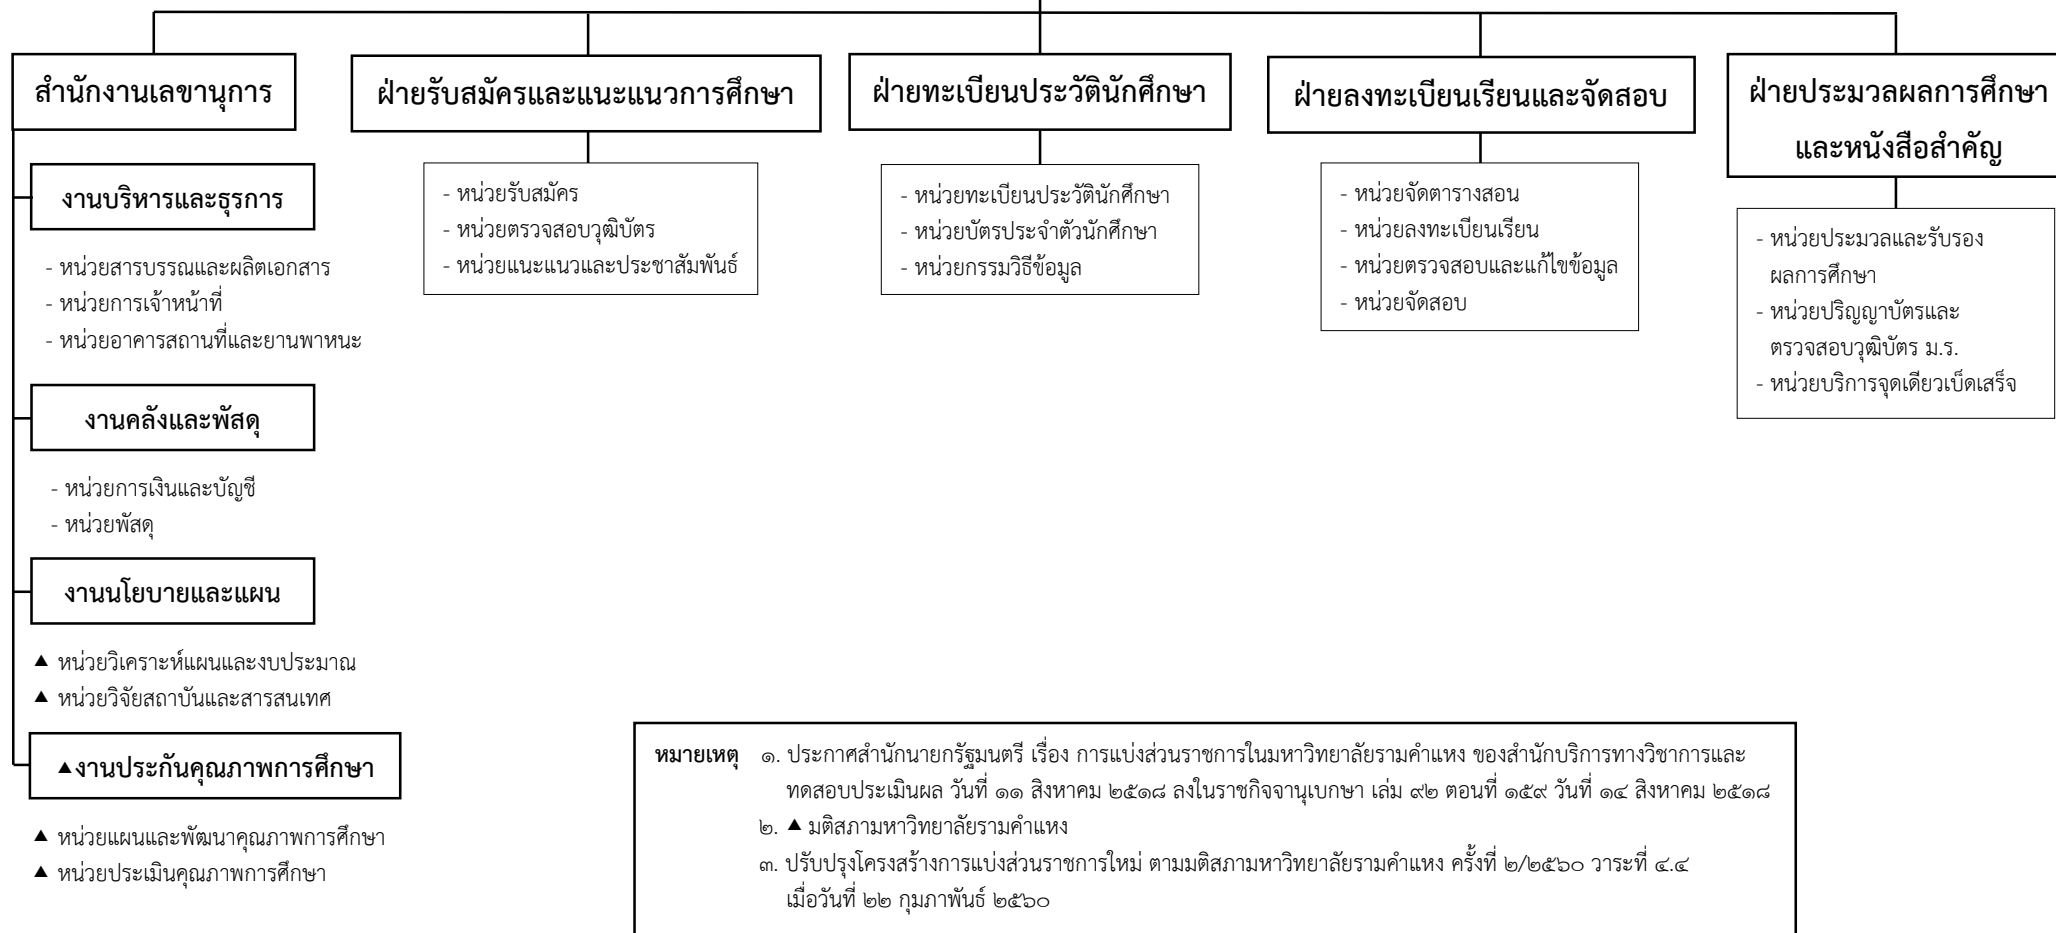 สำนักงานเลขานุการ
งานบริหารและธุรการ
- หน่วยสารบรรณและผลิตเอกสาร
- หน่วยการเจ้าหน้าที่
- หน่วยอาคารสถานที่และยานพาหนะ
งานคลังและพัสดุ
- หน่วยการเงินและบัญชี
- หน่วยพัสดุ
งานนโยบายและแผน
▲ หน่วยวิเคราะห์แผนและงบประมาณ
▲ หน่วยวิจัยสถาบันและสารสนเทศ
▲งานประกันคุณภาพการศึกษา
▲ หน่วยแผนและพัฒนาคุณภาพการศึกษา
▲ หน่วยประเมินคุณภาพการศึกษา
ฝ่ายรับสมัครและแนะแนวการศึกษา
- หน่วยรับสมัคร
- หน่วยตรวจสอบวุฒิบัตร
- หน่วยแนะแนวและประชาสัมพันธ์
ฝ่ายทะเบียนประวัตินักศึกษา
- หน่วยทะเบียนประวัตินักศึกษา
- หน่วยบัตรประจำตัวนักศึกษา
- หน่วยกรรมวิธีข้อมูล
ฝ่ายลงทะเบียนเรียนและจัดสอบ
- หน่วยจัดตารางสอน
- หน่วยลงทะเบียนเรียน
- หน่วยตรวจสอบและแก้ไขข้อมูล
- หน่วยจัดสอบ
ฝ่ายประมวลผลการศึกษา
และหนังสือสำคัญ
- หน่วยประมวลและรับรอง
ผลการศึกษา
- หน่วยปริญญาบัตรและ
ตรวจสอบวุฒิบัตร ม.ร.
- หน่วยบริการจุดเดียวเบ็ดเสร็จ
หมายเหตุ ๑. ประกาศสำนักนายกรัฐมนตรี เรื่อง การแบ่งส่วนราชการในมหาวิทยาลัยรามคำแหง ของสำนักบริการทางวิชาการและ
ทดสอบประเมินผล วันที่ ๑๑ สิงหาคม ๒๕๑๘ ลงในราชกิจจานุเบกษา เล่ม ๙๒ ตอนที่ ๑๕๙ วันที่ ๑๔ สิงหาคม ๒๕๑๘
๒. ▲ มติสภามหาวิทยาลัยรามคำแหง
๓. ปรับปรุงโครงสร้างการแบ่งส่วนราชการใหม่ ตามมติสภามหาวิทยาลัยรามคำแหง ครั้งที่ ๒/๒๕๖๐ วาระที่ ๔.๔
เมื่อวันที่ ๒๒ กุมภาพันธ์ ๒๕๖๐